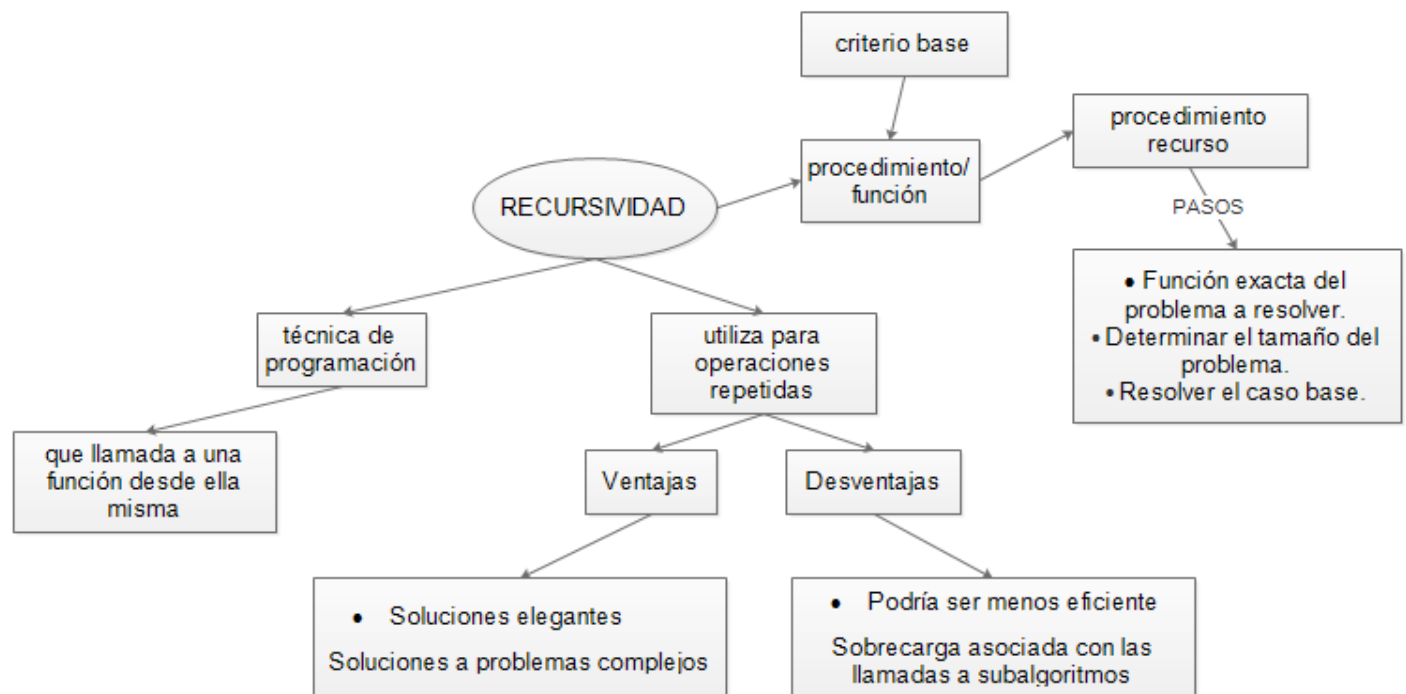 criterio base
procedimiento
recurso
procedimiento/
función
RECURSIVIDAD
PASOS
• Función exacta del
problema a resolver.
• Determinar el tamaño del
problema.
• Resolver el caso base.
técnica de
programación
utiliza para
operaciones
repetidas
que llamada a una
función desde ella
misma
Ventajas
Desventajas
• Soluciones elegantes
Soluciones a problemas complejos
• Podría ser menos eficiente
Sobrecarga asociada con las
llamadas a subalgoritmos